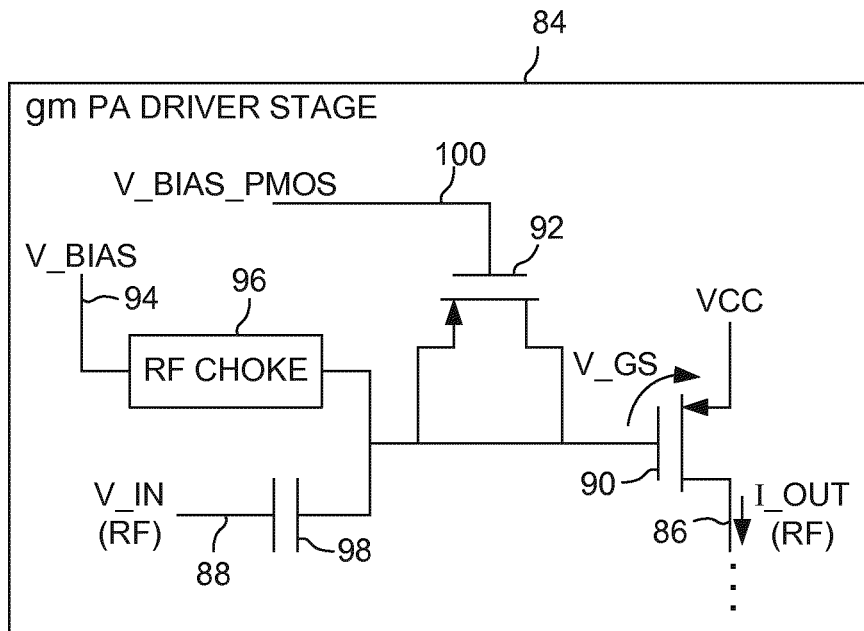 84
gm PA DRIVER STAGE
100
V_BIAS_PMOS
92
V_BIAS
96
94
VCC
RF CHOKE
V_GS
90
V_IN
(RF)
88
98
86
I_OUT
(RF)